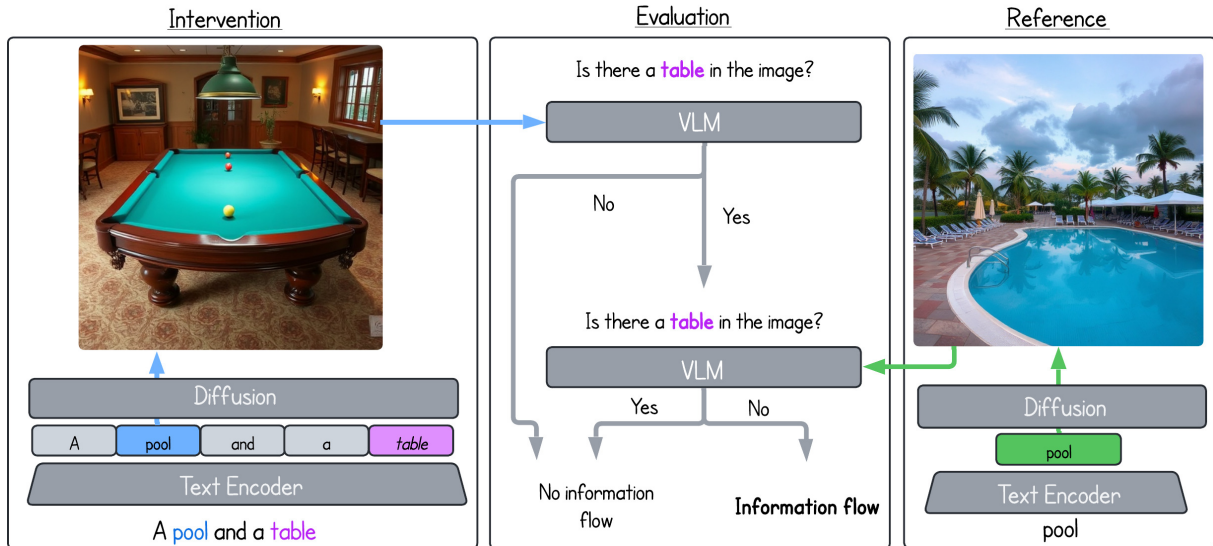 Intervention
Diffusion
A pool and a table
Text Encoder
A pool and a table
Evaluation
Is there a table in the image?
VLM
No
Yes
Is there a table in the image?
VLM
Yes
No
No information
flow
Information flow
Reference
Diffusion
pool
Text Encoder
pool